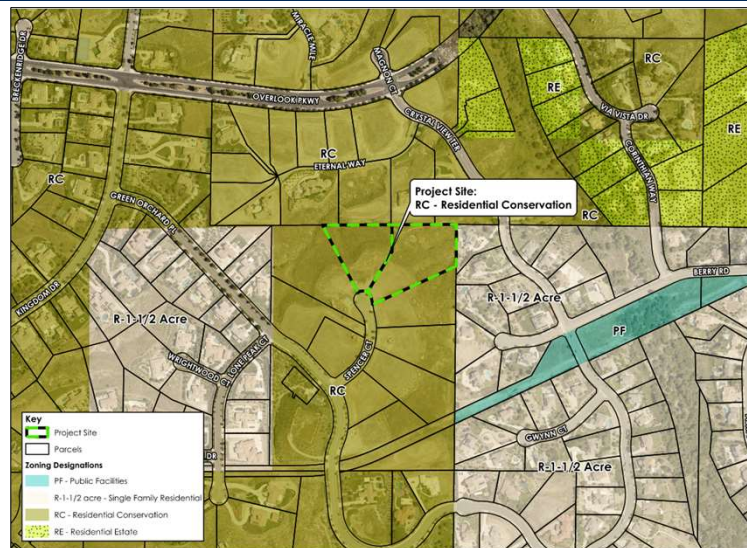 BRECKENRIDGE DR
MIRACLE MILE
MAGNON CT
OVERLOOK PKWY
CRYSTAL VIEW TER
RC
RE
VIA VISTA DR
CORINTHIAN WAY
RE
RC
ETERNAL WAY
RC
GREEN ORCHARD PL
Project Site:
RC - Residential Conservation
RC
KINGDOM DR
R-1-1/2 Acre
R-1-1/2 Acre
BERRY RD
PF
WRIGHTWOOD CT
LONE PEAK CT
SPENCER CT
RC
GWYNN CT
R-1-1/2 Acre
DR
Key
Project Site
Parcels
Zoning Designations
PF - Public Facilities
R-1-1/2 acre - Single Family Residential
RC - Residential Conservation
RE - Residential Estate